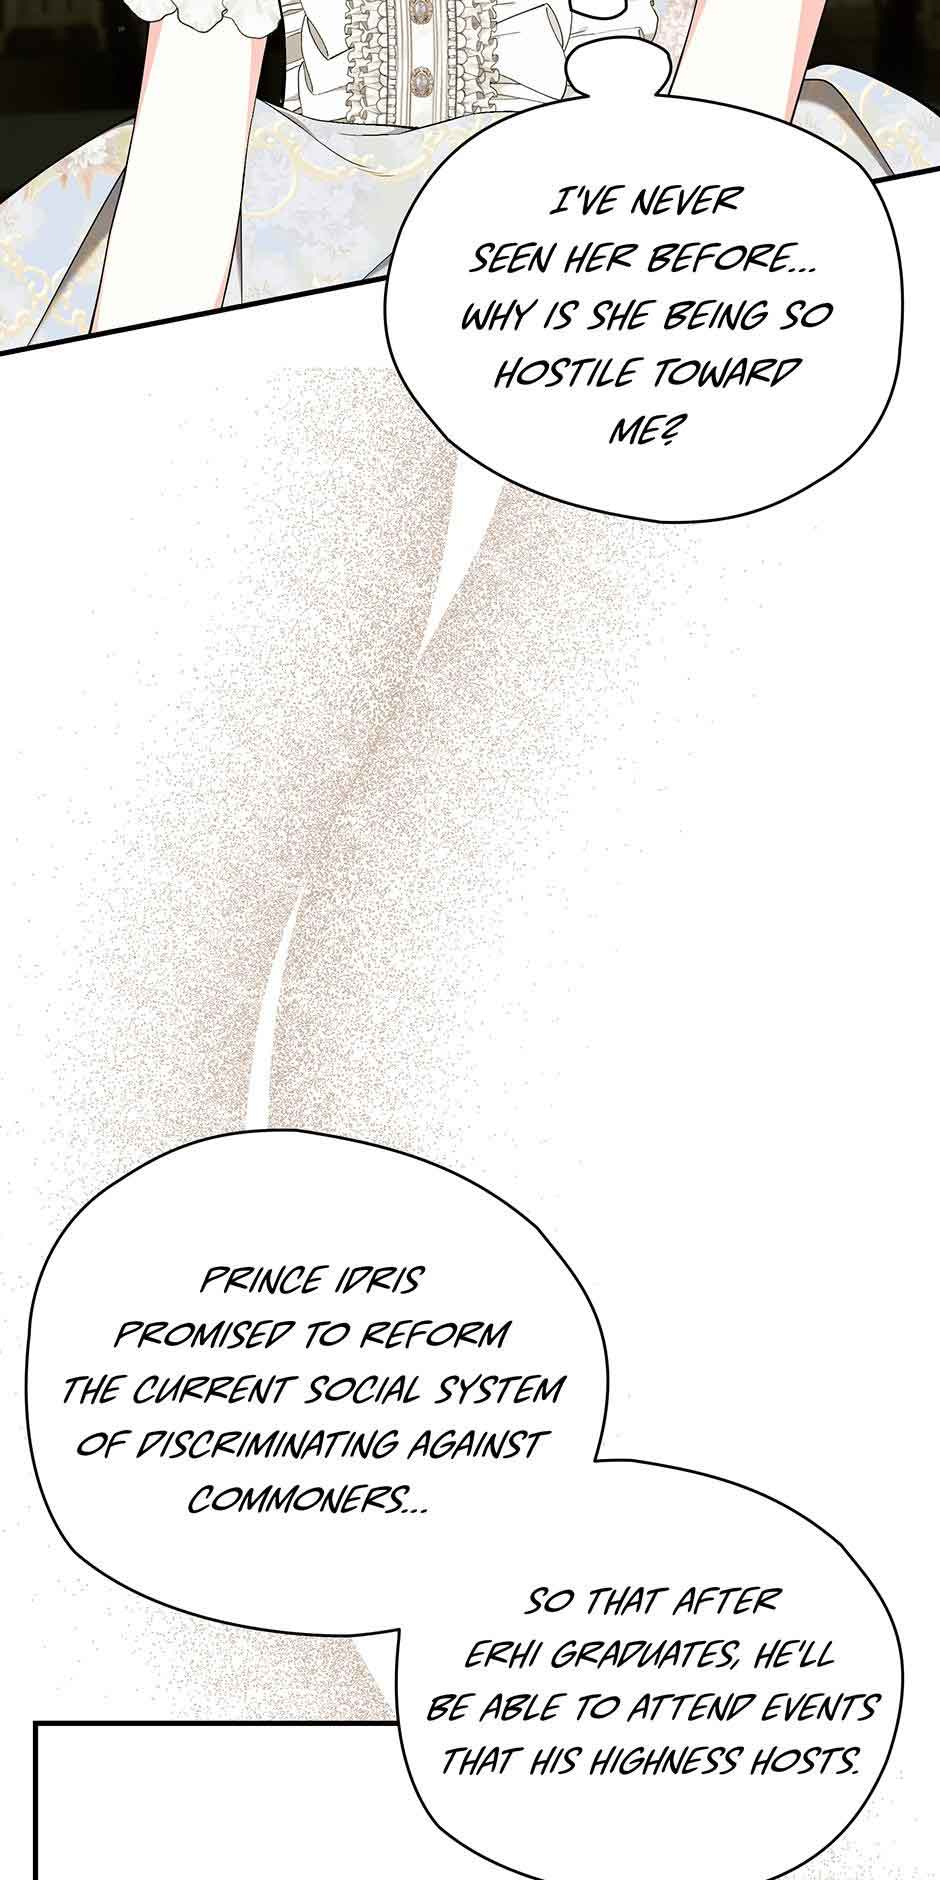 I'VE NEVER
SEEN HER BEFORE...
WHY IS SHE BEING SO
HOSTILE TOWARD
ME?
PRINCE IDRIS
PROMISED TO REFORM
THE CURRENT SOCIAL SYSTEM
OF DISCRIMINATING AGAINST
COMMONERS...
SO THAT AFTER
ERHI GRADUATES, HE'LL
BE ABLE TO ATTEND EVENTS
THAT HIS HIGHNESS HOSTS.